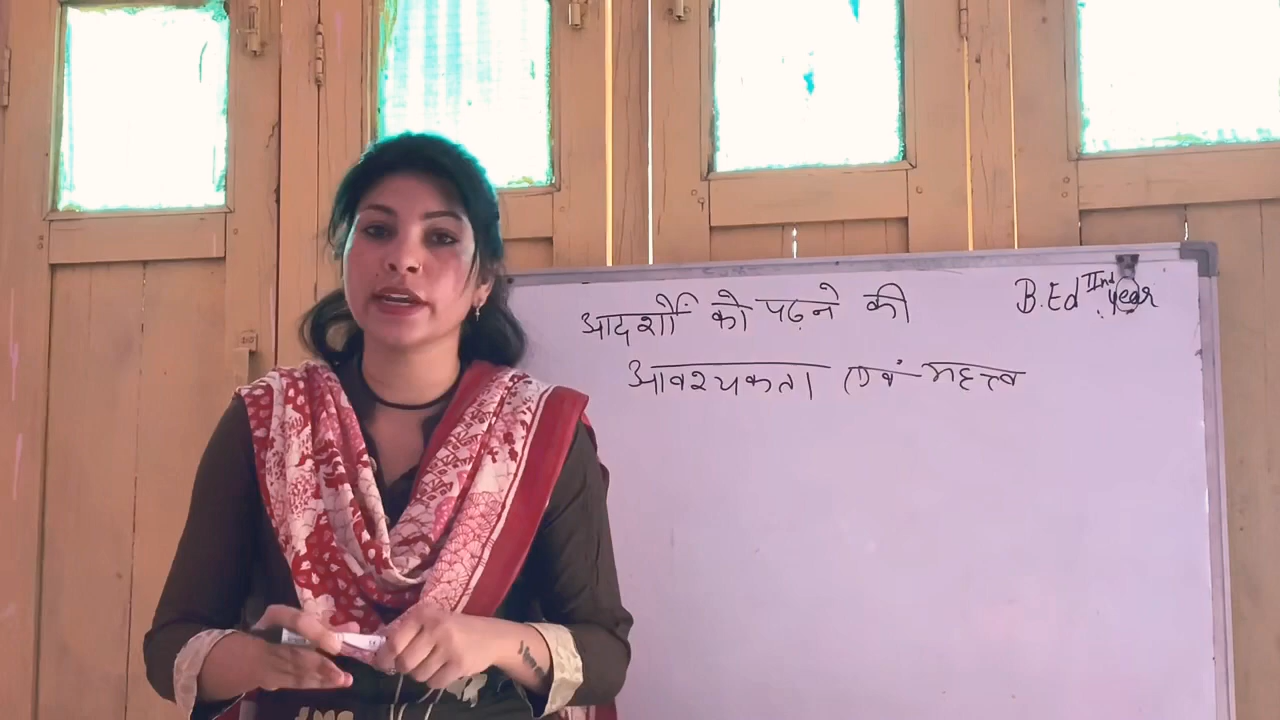 आदर्शों को पढ़ने की
B.Ed IInd year
आवश्यकता एवं महत्त्व